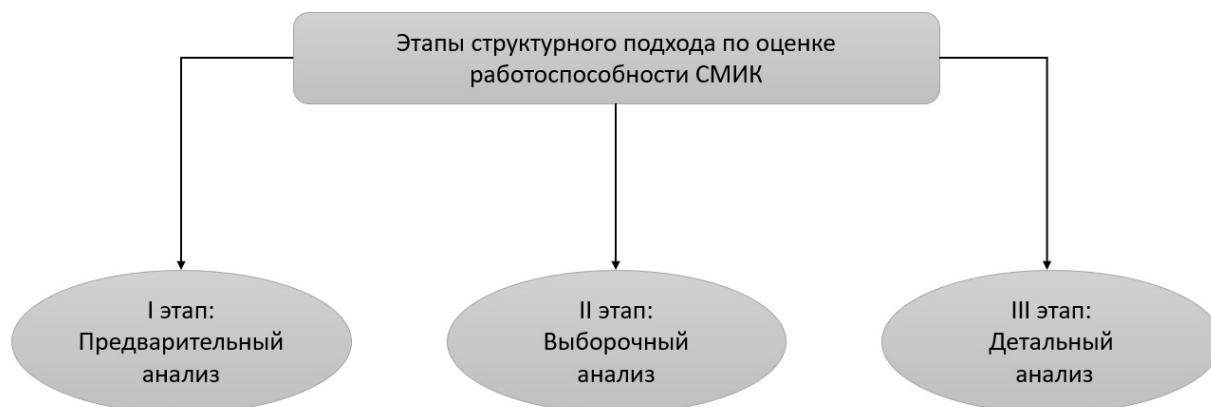 Этапы структурного подхода по оценке
работоспособности СМИК
I этап:
Предварительный
анализ
II этап:
Выборочный
анализ
III этап:
Детальный
анализ